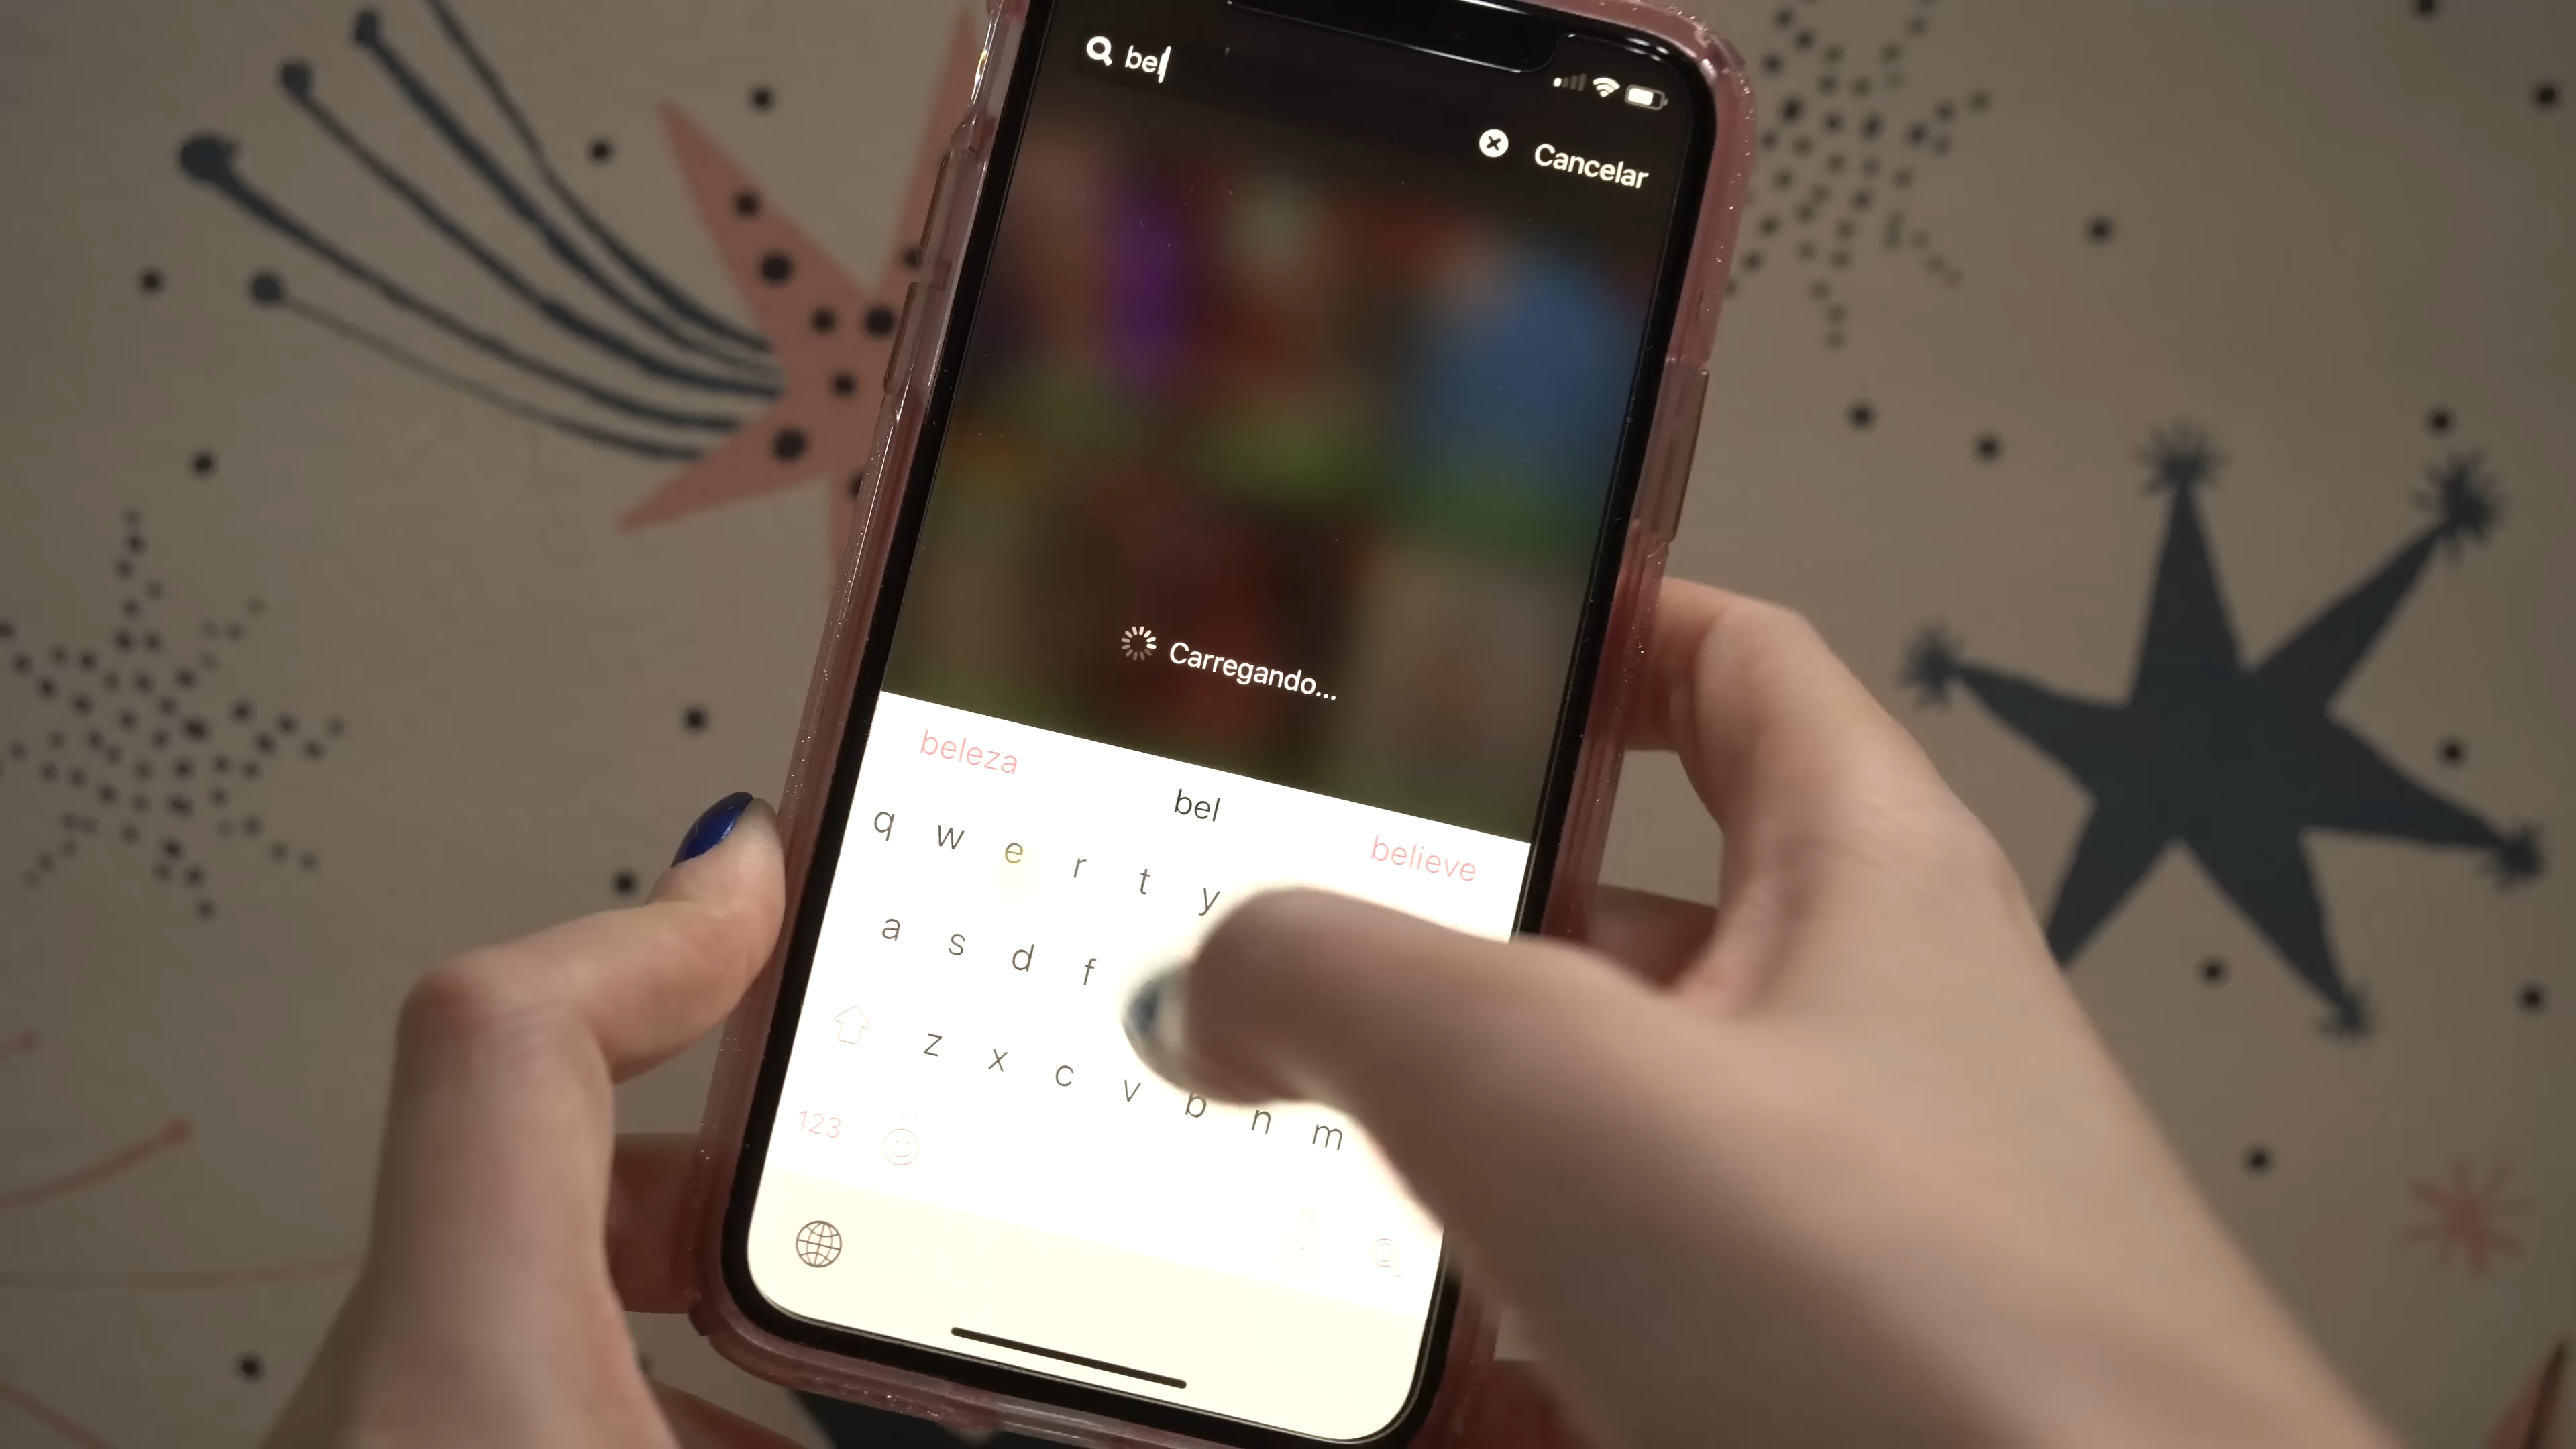 bel
Cancelar
Carregando...
beleza bel believe
q w e r t y
a s d f
z x c v b n m
123